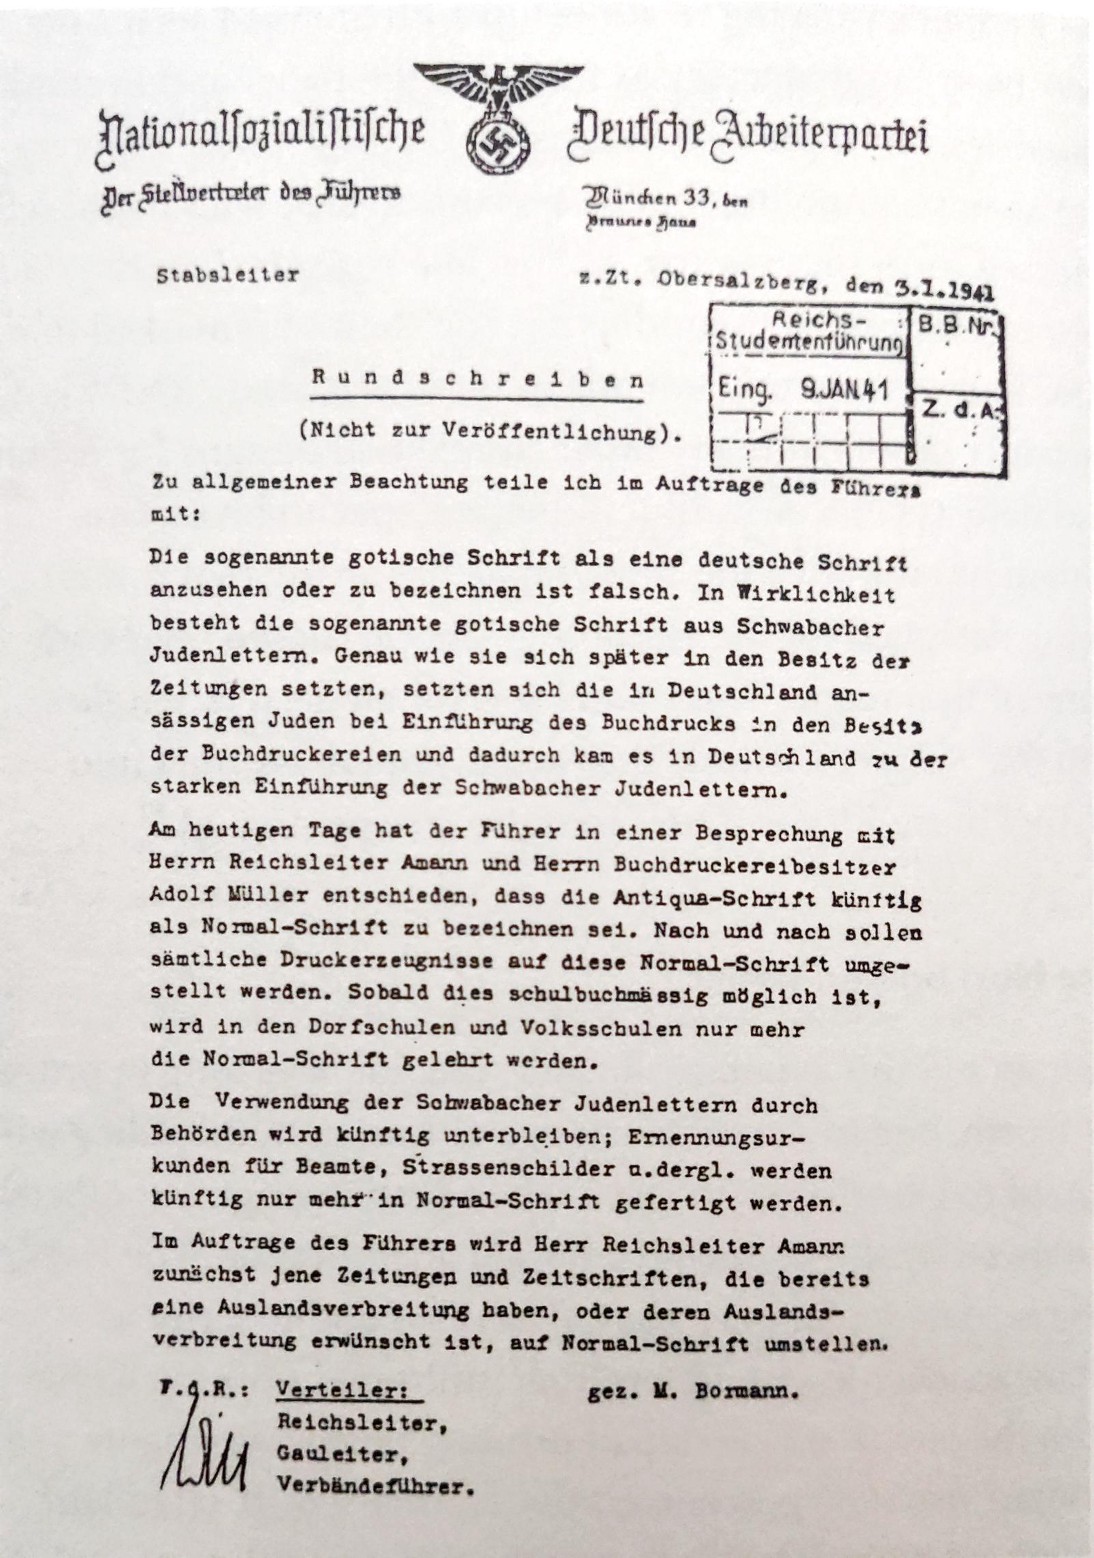 Nationalsozialistische Deutsche Arbeiterpartei
Der Stellvertreter des Führers
München 33, den
Braunes Haus
Stabsleiter
z.Zt. Obersalzberg, den 3.1.1941
Reichs-
Studentenführung
B.B.Nr.
Eing. 9.JAN.41
Z. d. A.
Rundschreiben
(Nicht zur Veröffentlichung).
Zu allgemeiner Beachtung teile ich im Auftrage des Führers
mit:
Die sogenannte gotische Schrift als eine deutsche Schrift
anzusehen oder zu bezeichnen ist falsch. In Wirklichkeit
besteht die sogenannte gotische Schrift aus Schwabacher
Judenlettern. Genau wie sie sich später in den Besitz der
Zeitungen setzten, setzten sich die in Deutschland an-
sässigen Juden bei Einführung des Buchdrucks in den Besitz
der Buchdruckereien und dadurch kam es in Deutschland zu der
starken Einführung der Schwabacher Judenlettern.
Am heutigen Tage hat der Führer in einer Besprechung mit
Herrn Reichsleiter Amann und Herrn Buchdruckereibesitzer
Adolf Müller entschieden, dass die Antiqua-Schrift künftig
als Normal-Schrift zu bezeichnen sei. Nach und nach sollen
sämtliche Druckerzeugnisse auf diese Normal-Schrift umge-
stellt werden. Sobald dies schulbuchmässig möglich ist,
wird in den Dorfschulen und Volksschulen nur mehr
die Normal-Schrift gelehrt werden.
Die Verwendung der Schwabacher Judenlettern durch
Behörden wird künftig unterbleiben; Ernennungsur-
kunden für Beamte, Strassenschilder u.dergl. werden
künftig nur mehr in Normal-Schrift gefertigt werden.
Im Auftrage des Führers wird Herr Reichsleiter Amann
zunächst jene Zeitungen und Zeitschriften, die bereits
eine Auslandsverbreitung haben, oder deren Auslands-
verbreitung erwünscht ist, auf Normal-Schrift umstellen.
F.d.R.: Verteiler: gez. M. Bormann.
Reichsleiter,
Gauleiter,
Verbändeführer.